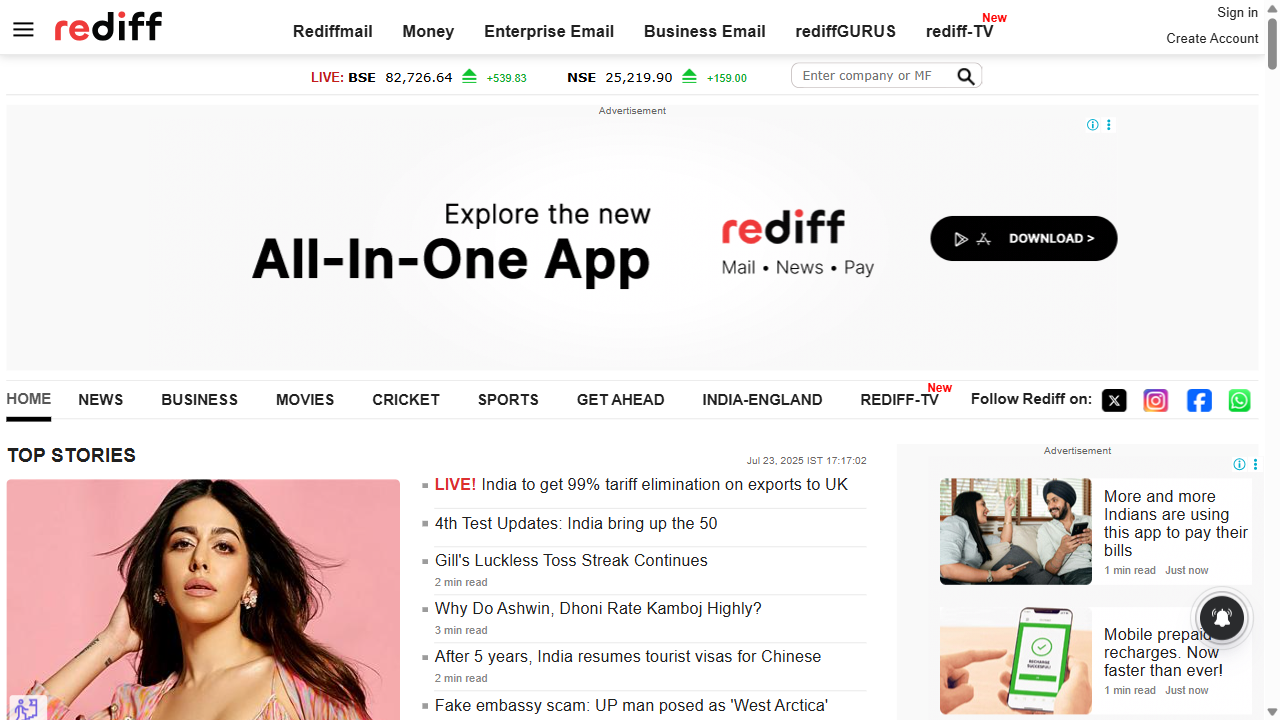 rediff
Rediffmail
Money
Enterprise Email
Business Email
rediffGURUS
rediff-TV
New
Sign in
Create Account
LIVE: BSE 82,726.64 +539.83
NSE 25,219.90 +159.00
Enter company or MF
Advertisement
Explore the new
All-In-One App
rediff
Mail • News • Pay
DOWNLOAD >
HOME
NEWS
BUSINESS
MOVIES
CRICKET
SPORTS
GET AHEAD
INDIA-ENGLAND
REDIFF-TV
New
Follow Rediff on:
TOP STORIES
Jul 23, 2025 IST 17:17:02
LIVE! India to get 99% tariff elimination on exports to UK
4th Test Updates: India bring up the 50
Gill's Luckless Toss Streak Continues
2 min read
Why Do Ashwin, Dhoni Rate Kamboj Highly?
3 min read
After 5 years, India resumes tourist visas for Chinese
2 min read
Fake embassy scam: UP man posed as 'West Arctica'
Advertisement
More and more
Indians are using
this app to pay their
bills
1 min read Just now
RECHARGE
SUCCESSFUL!
Mobile prepaid
recharges. Now
faster than ever!
1 min read Just now